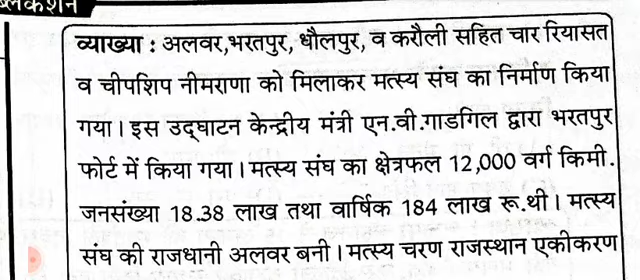 व्याख्या : अलवर,भरतपुर, धौलपुर, व करौली सहित चार रियासत
व चीपशिप नीमराणा को मिलाकर मत्स्य संघ का निर्माण किया
गया। इस उद्घाटन केन्द्रीय मंत्री एन.वी.गाडगिल द्वारा भरतपुर
फोर्ट में किया गया। मत्स्य संघ का क्षेत्रफल 12,000 वर्ग किमी.
जनसंख्या 18.38 लाख तथा वार्षिक 184 लाख रू.थी। मत्स्य
संघ की राजधानी अलवर बनी। मत्स्य चरण राजस्थान एकीकरण